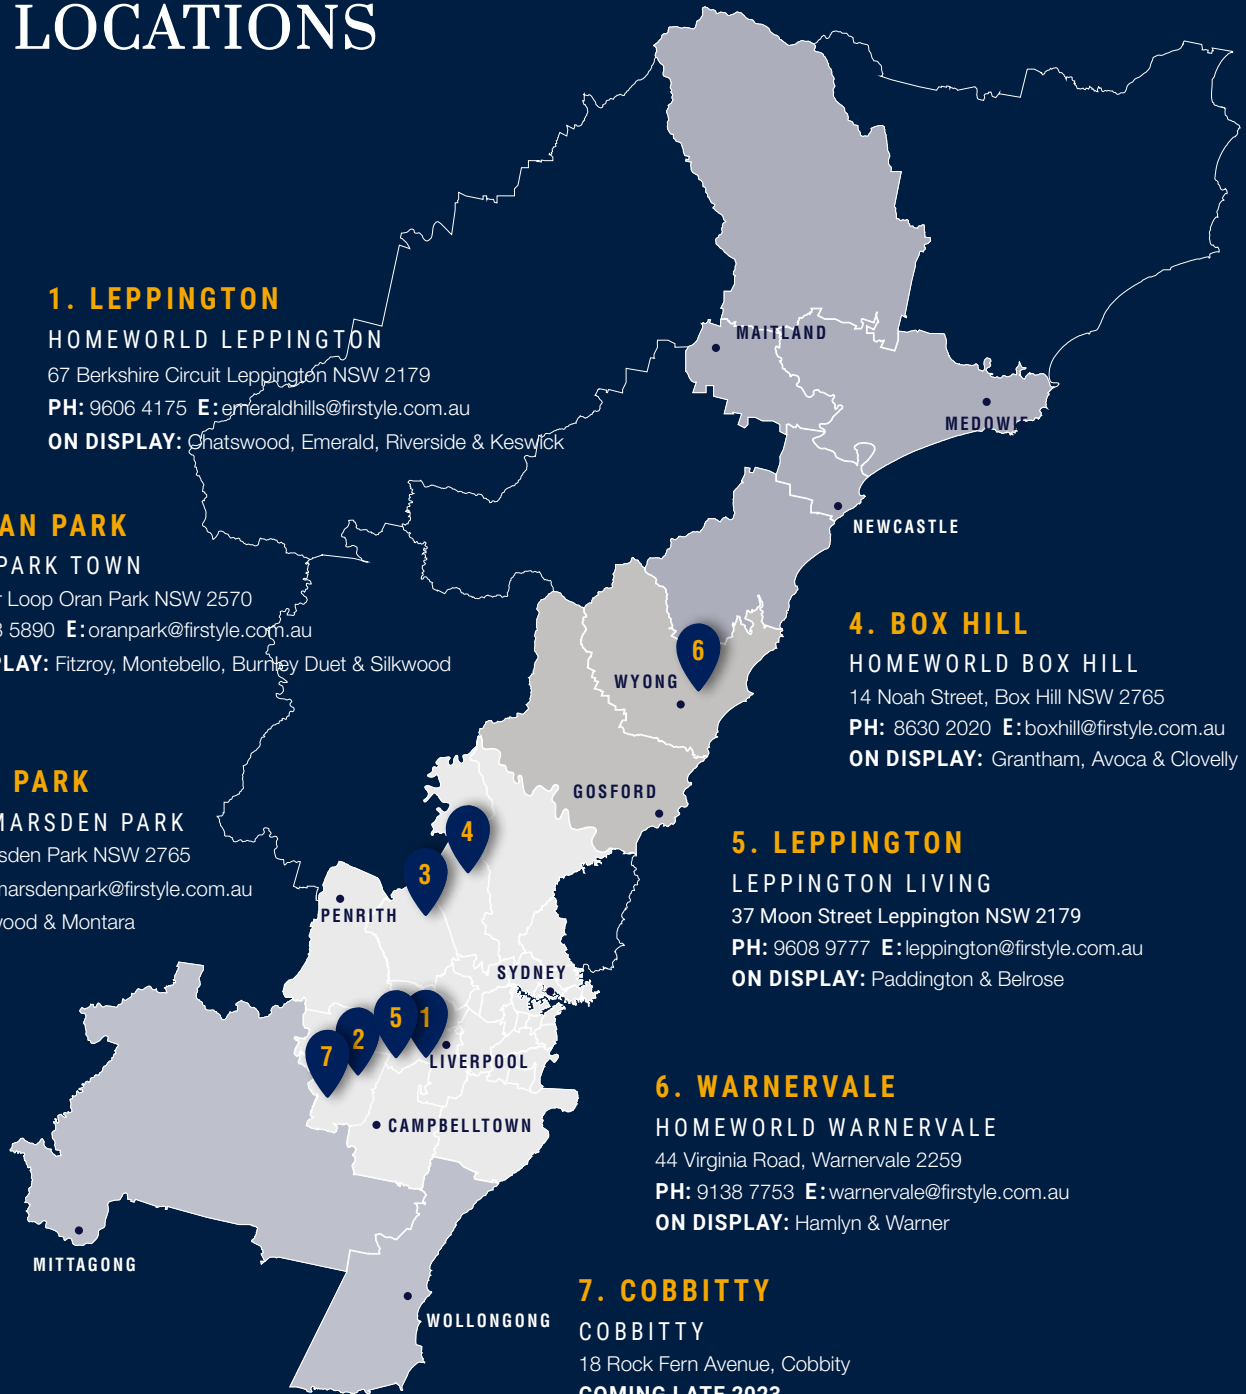 LOCATIONS
1. LEPPINGTON
HOMEWORLD LEPPINGTON
67 Berkshire Circuit Leppington NSW 2179
PH: 9606 4175 E: emeraldhills@firstyle.com.au
ON DISPLAY: Chatswood, Emerald, Riverside & Keswick
AN PARK
PARK TOWN
r Loop Oran Park NSW 2570
5890 E: oranpark@firstyle.com.au
LAY: Fitzroy, Montebello, Burnley Duet & Silkwood
PARK
MARSDEN PARK
sden Park NSW 2765
marsdenpark@firstyle.com.au
wood & Montara
4. BOX HILL
HOMEWORLD BOX HILL
14 Noah Street, Box Hill NSW 2765
PH: 8630 2020 E: boxhill@firstyle.com.au
ON DISPLAY: Grantham, Avoca & Clovelly
5. LEPPINGTON
LEPPINGTON LIVING
37 Moon Street Leppington NSW 2179
PH: 9608 9777 E: leppington@firstyle.com.au
ON DISPLAY: Paddington & Belrose
6. WARNERVALE
HOMEWORLD WARNERVALE
44 Virginia Road, Warnervale 2259
PH: 9138 7753 E: warnervale@firstyle.com.au
ON DISPLAY: Hamlyn & Warner
7. COBBITTY
COBBITTY
18 Rock Fern Avenue, Cobbity
COMING LATE 2023
MAITLAND
MEDOWIE
NEWCASTLE
6
WYONG
GOSFORD
4
3
PENRITH
SYDNEY
5
1
2
7
LIVERPOOL
CAMPBELLTOWN
MITTAGONG
WOLLONGONG